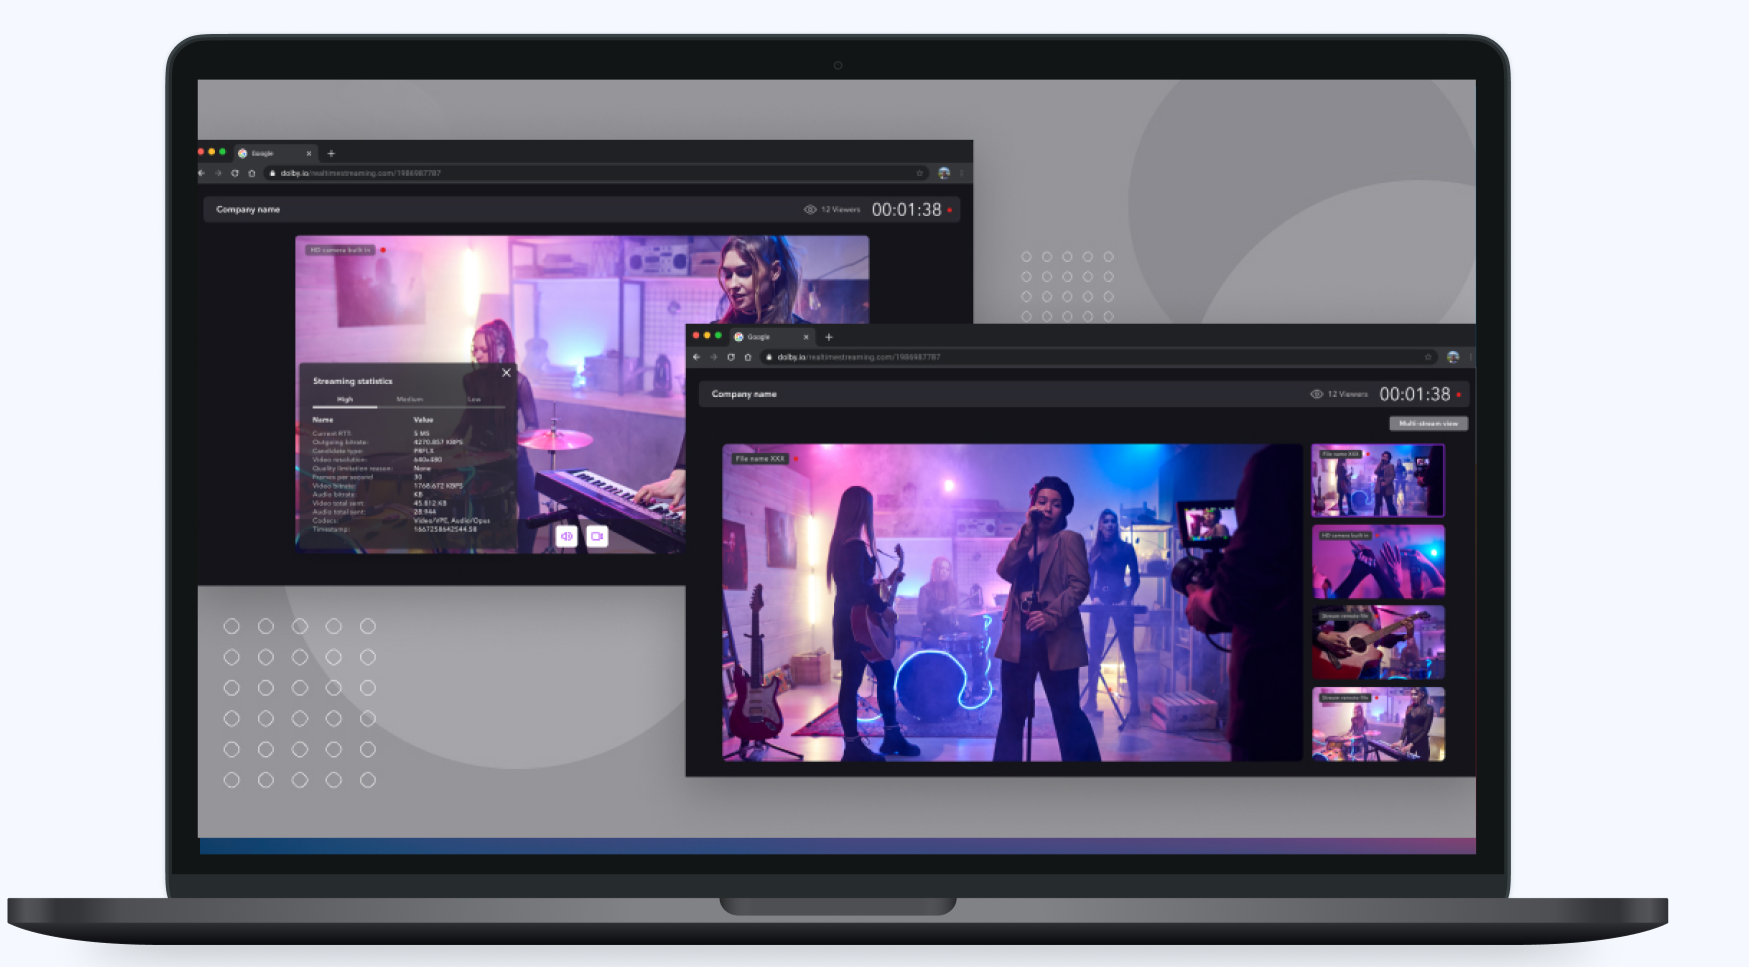 Google
dolby.io/realtimestreaming.com/1986987787
Company name
12 Viewers 00:01:38
HD camera built in
Streaming statistics
High Medium Low
Name Value
Current RTT: 5 MS
Outgoing bitrate: 4270.857 KBPS
Candidate type: PRFLX
Video resolution: 640x480
Quality limitation reason: None
Frames per second 30
Video bitrate: 1768.672 KBPS
Audio bitrate: KB
Video total sent: 45.812 KB
Audio total sent: 28.944
Codecs: Video/VPE, Audio/Opus
Timestamp: 1667258642544.58
Google
dolby.io/realtimestreaming.com/1986987787
Company name
12 Viewers 00:01:38
Multi-stream view
File name XXX
File name XXX
HD camera built in
Stream remote file
Stream remote file